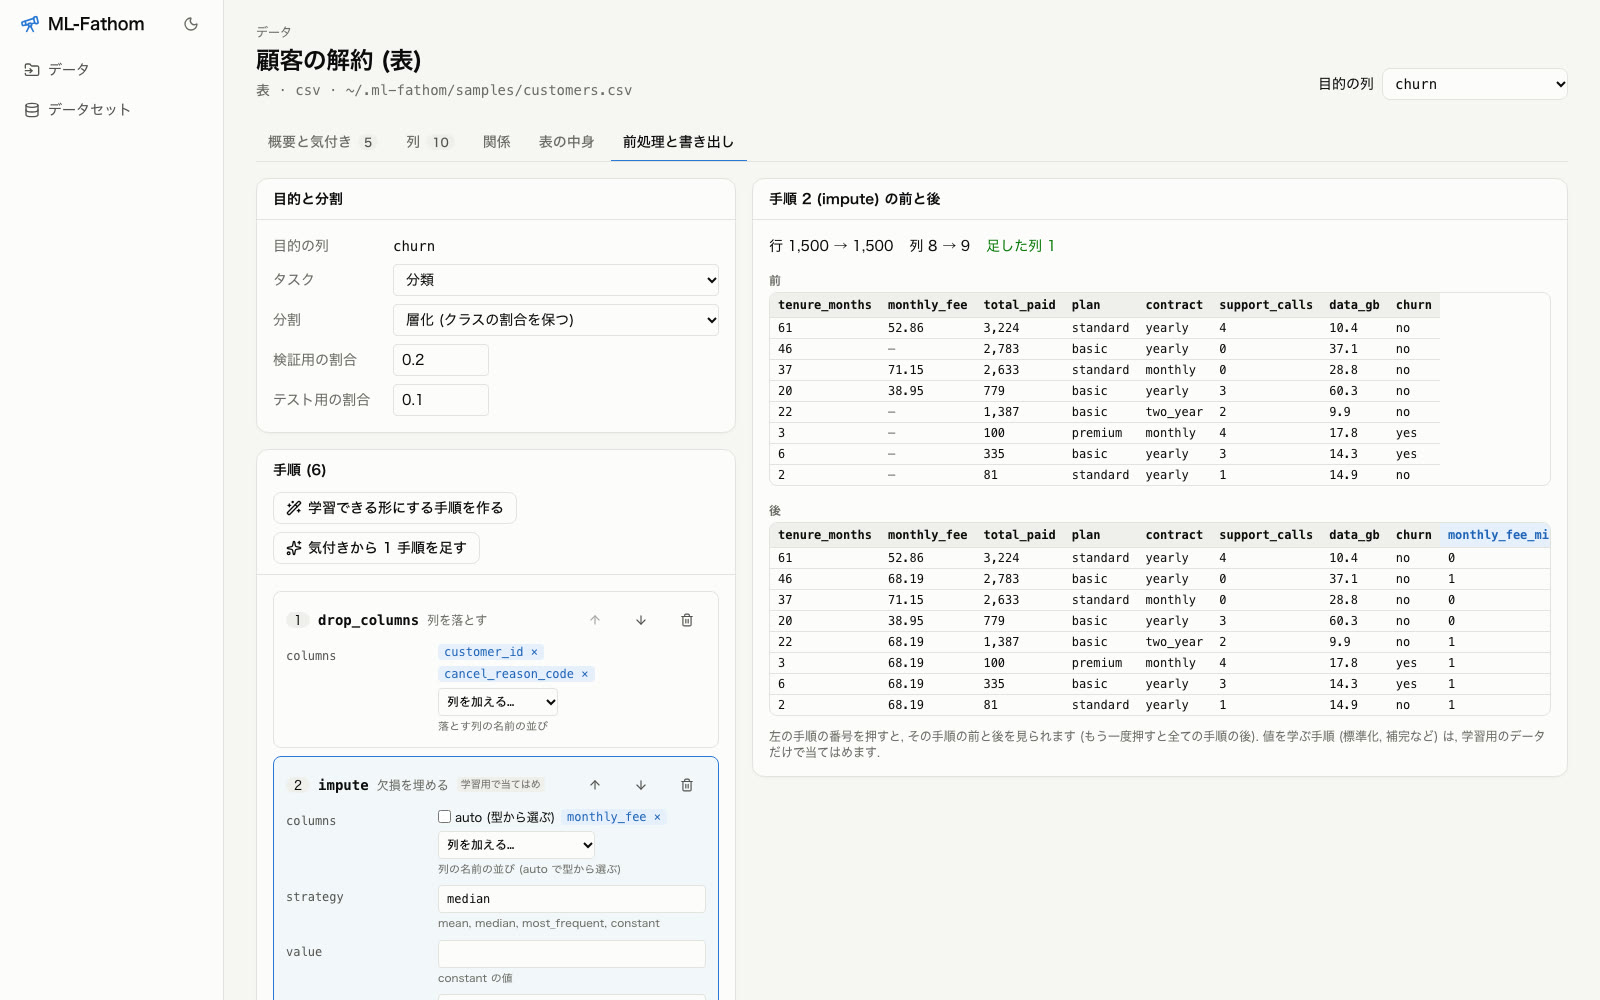 ML-Fathom
データ
データセット
データ
顧客の解約 (表)
表 · csv · ~/.ml-fathom/samples/customers.csv
目的の列 churn
概要と気付き 5 列 10 関係 表の中身 前処理と書き出し
目的と分割
目的の列 churn
タスク 分類
分割 層化 (クラスの割合を保つ)
検証用の割合 0.2
テスト用の割合 0.1
手順 (6)
学習できる形にする手順を作る
気付きから 1 手順を足す
1 drop_columns 列を落とす
columns customer_id ×
cancel_reason_code ×
列を加える…
落とす列の名前の並び
2 impute 欠損を埋める 学習用で当てはめ
columns auto (型から選ぶ) monthly_fee ×
列を加える…
列の名前の並び (auto で型から選ぶ)
strategy median
mean, median, most_frequent, constant
value
constant の値
手順 2 (impute) の前と後
行 1,500 → 1,500 列 8 → 9 足した列 1
前
tenure_months monthly_fee total_paid plan contract support_calls data_gb churn
61 52.86 3,224 standard yearly 4 10.4 no
46 — 2,783 basic yearly 0 37.1 no
37 71.15 2,633 standard monthly 0 28.8 no
20 38.95 779 basic yearly 3 60.3 no
22 — 1,387 basic two_year 2 9.9 no
3 — 100 premium monthly 4 17.8 yes
6 — 335 basic yearly 3 14.3 yes
2 — 81 standard yearly 1 14.9 no
後
tenure_months monthly_fee total_paid plan contract support_calls data_gb churn monthly_fee_mi
61 52.86 3,224 standard yearly 4 10.4 no 0
46 68.19 2,783 basic yearly 0 37.1 no 1
37 71.15 2,633 standard monthly 0 28.8 no 0
20 38.95 779 basic yearly 3 60.3 no 0
22 68.19 1,387 basic two_year 2 9.9 no 1
3 68.19 100 premium monthly 4 17.8 yes 1
6 68.19 335 basic yearly 3 14.3 yes 1
2 68.19 81 standard yearly 1 14.9 no 1
左の手順の番号を押すと, その手順の前と後を見られます (もう一度押すと全ての手順の後). 値を学ぶ手順 (標準化, 補完など) は, 学習用のデータ
だけで当てはめます.